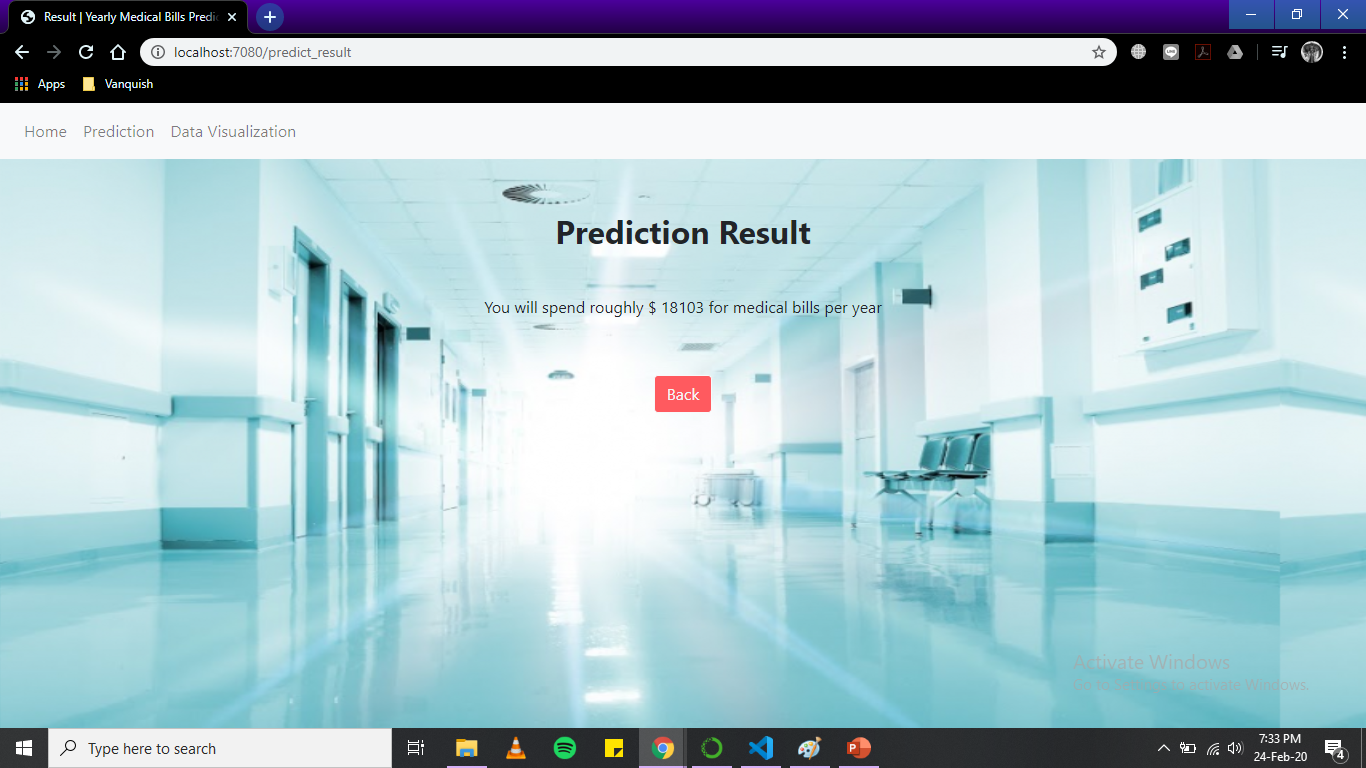 Result | Yearly Medical Bills Predic
localhost:7080/predict_result
Apps Vanquish
Home Prediction Data Visualization
Prediction Result
You will spend roughly $ 18103 for medical bills per year
Back
Activate Windows
Go to Settings to activate Windows.
Type here to search
7:33 PM
24-Feb-20
4